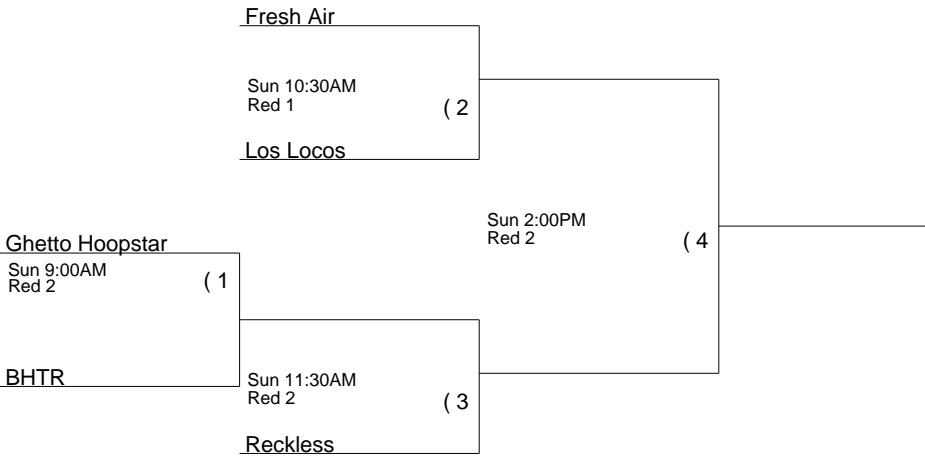 Fresh Air
Sun 10:30AM
Red 1
( 2
Los Locos
Sun 2:00PM
Red 2
( 4
Ghetto Hoopstar
Sun 9:00AM
Red 2
( 1
BHTR
Sun 11:30AM
Red 2
( 3
Reckless